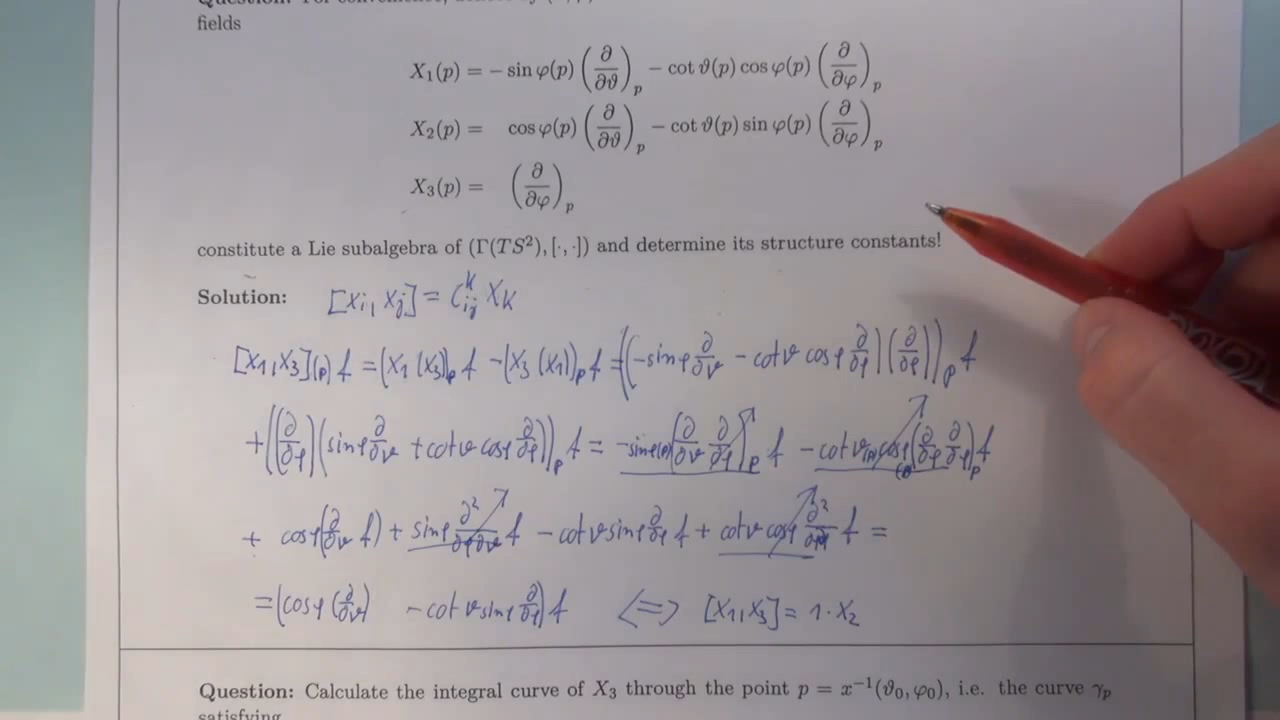 fields
X₁(p) = − sin φ(p) (∂/∂ϑ)ₚ − cot ϑ(p) cos φ(p) (∂/∂φ)ₚ
X₂(p) = cos φ(p) (∂/∂ϑ)ₚ − cot ϑ(p) sin φ(p) (∂/∂φ)ₚ
X₃(p) = (∂/∂φ)ₚ
constitute a Lie subalgebra of (Γ(TS²), [·, ·]) and determine its structure constants!
Solution: [Xi, Xj] = C^K_ij X_K
[X₁, X₃](p) f = (X₁ (X₃)ₚ f − (X₃ (X₁))ₚ f = ((−sin φ ∂/∂ϑ − cot ϑ cos φ ∂/∂φ)(∂/∂φ))ₚ f
+ ((∂/∂φ)(sin φ ∂/∂ϑ + cot ϑ cos φ ∂/∂φ))ₚ f = −sin φ(p) (∂/∂ϑ ∂/∂φ)ₚ f − cot ϑ(p) cos φ(p) (∂/∂φ ∂/∂φ)ₚ f
+ cos φ (∂/∂ϑ f) + sin φ ∂²/∂φ∂ϑ f − cot ϑ sin φ ∂/∂φ f + cot ϑ cos φ ∂²/∂φ∂φ f =
= (cos φ (∂/∂ϑ) − cot ϑ sin φ ∂/∂φ) f ⟺ [X₁, X₃] = 1 · X₂
Question: Calculate the integral curve of X₃ through the point p = x⁻¹(ϑ₀, φ₀), i.e. the curve γₚ
satisfying